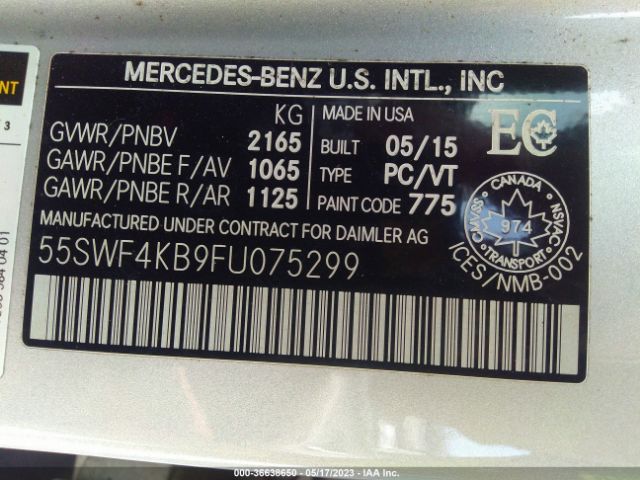 MERCEDES-BENZ U.S. INTL., INC
KG
MADE IN USA
GVWR/PNBV 2165
BUILT 05/15
EC
GAWR/PNBE F/AV 1065
TYPE PC/VT
GAWR/PNBE R/AR 1125
PAINT CODE 775
MANUFACTURED UNDER CONTRACT FOR DAIMLER AG
55SWF4KB9FU075299
CANADA
NSVAC
TRANSPORT
974
ICES/NMB-002
000-36638650 — 05/17/2023 — IAA Inc.